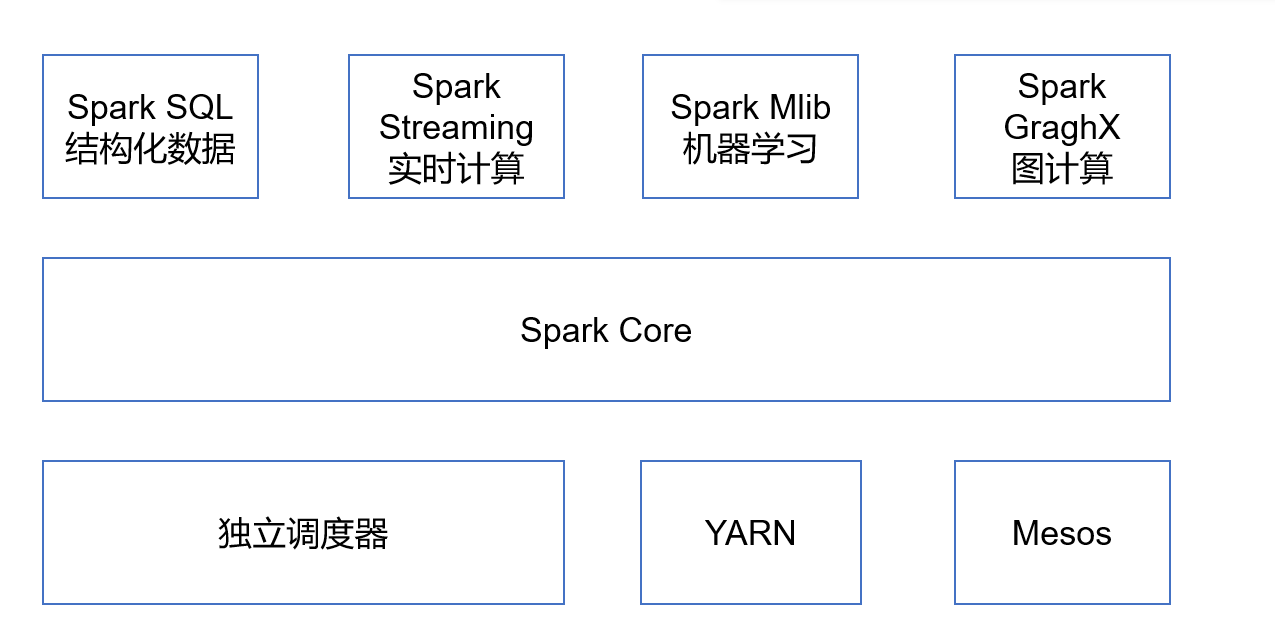 Spark SQL
结构化数据
Spark
Streaming
实时计算
Spark Mlib
机器学习
Spark
GraghX
图计算
Spark Core
独立调度器
YARN
Mesos